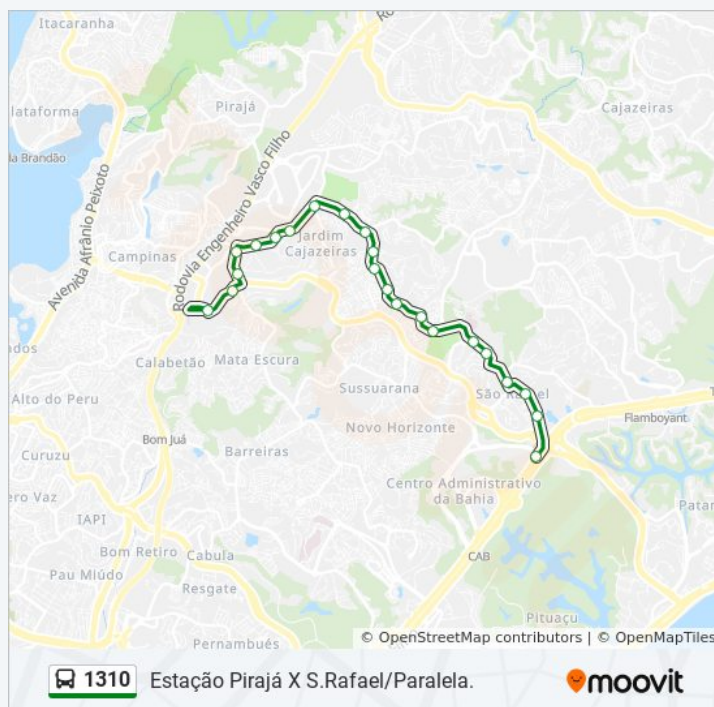 Itacaranha
Ro
Pirajá
Plataforma
Cajazeiras
da Brandão
Rodovia Engenheiro Vasco Filho
Avenida Afrânio Peixoto
Campinas
Jardim
Cajazeiras
Calabetão
Mata Escura
Alto do Peru
Sussuarana
São Rafael
Flamboyant
Bom Juá
Novo Horizonte
Curuzu
Barreiras
Centro Administrativo
da Bahia
ero Vaz
IAPI
Patam
Bom Retiro
Cabula
CAB
Pau Miúdo
Resgate
Pituaçu
Pernambués
© OpenStreetMap contributors | © OpenMapTiles
1310
Estação Pirajá X S.Rafael/Paralela.
moovit